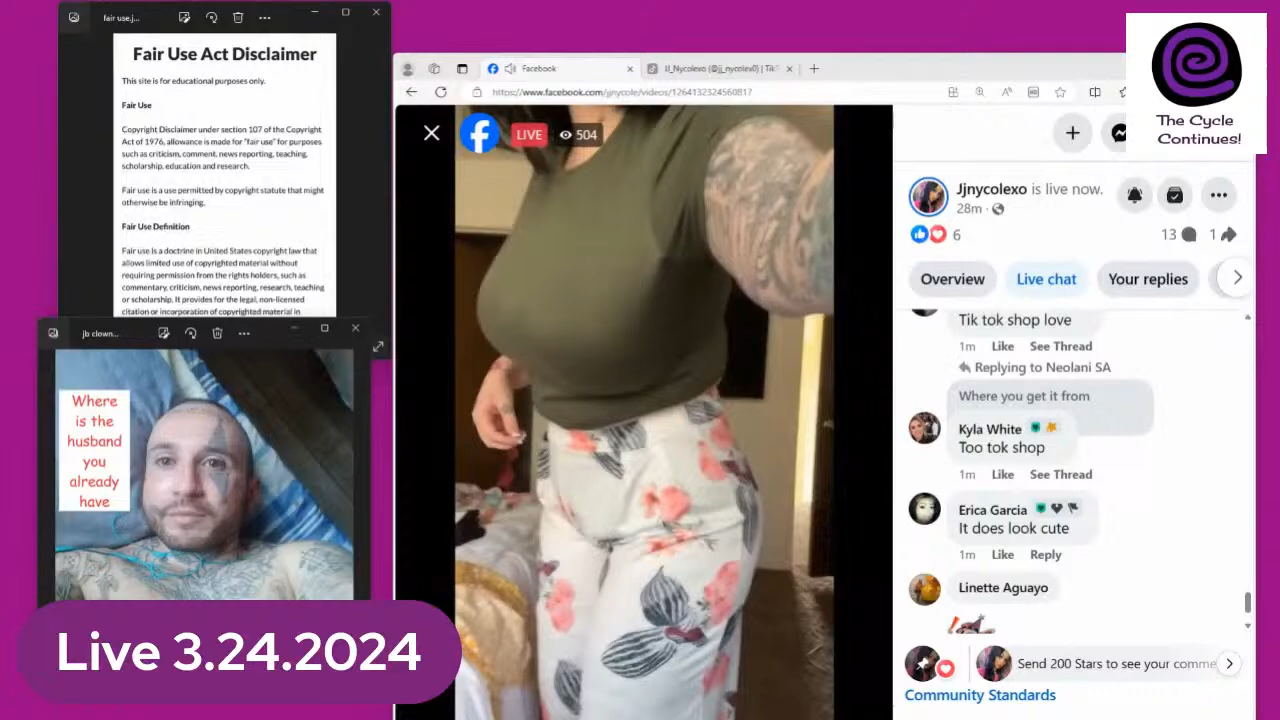 fair use.j...
Fair Use Act Disclaimer
This site is for educational purposes only.
Fair Use
Copyright Disclaimer under section 107 of the Copyright
Act of 1976, allowance is made for "fair use" for purposes
such as criticism, comment, news reporting, teaching,
scholarship, education and research.
Fair use is a use permitted by copyright statute that might
otherwise be infringing.
Fair Use Definition
Fair use is a doctrine in United States copyright law that
allows limited use of copyrighted material without
requiring permission from the rights holders, such as
commentary, criticism, news reporting, research, teaching
or scholarship. It provides for the legal, non-licensed
citation or incorporation of copyrighted material in
jb clown...
Where
is the
husband
you
already
have
Live 3.24.2024
Facebook
JJ_Nycolexo (@jj_nycolex0) | Tik
https://www.facebook.com/jjnycole/videos/1264132324560817
LIVE
504
The Cycle
Continues!
Jjnycolexo is live now.
28m
6
13
1
Overview
Live chat
Your replies
Tik tok shop love
1m Like See Thread
Replying to Neolani SA
Where you get it from
Kyla White
Too tok shop
1m Like See Thread
Erica Garcia
It does look cute
1m Like Reply
Linette Aguayo
Send 200 Stars to see your comme
Community Standards